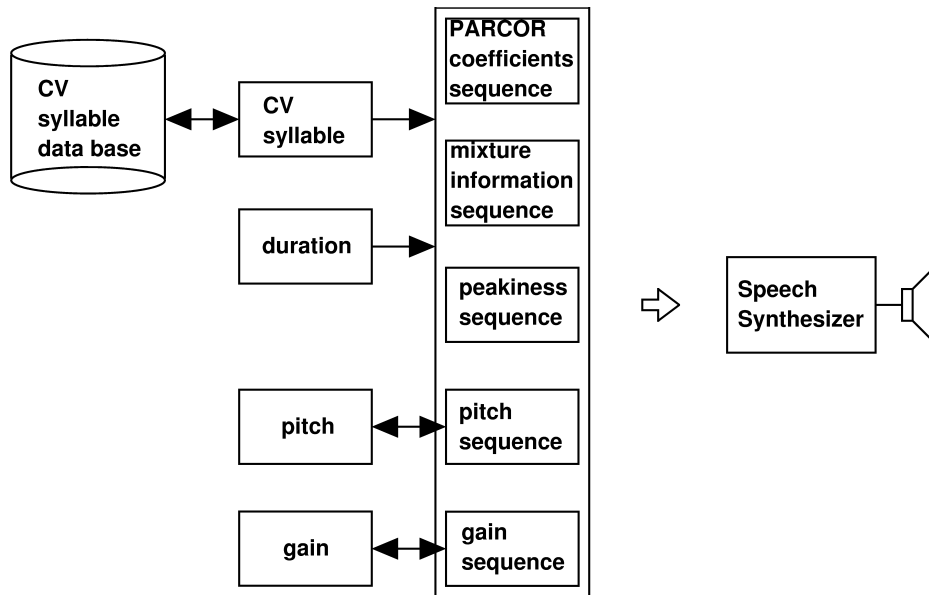 CV
syllable
data base
CV
syllable
duration
pitch
gain
PARCOR
coefficients
sequence
mixture
information
sequence
peakiness
sequence
pitch
sequence
gain
sequence
Speech
Synthesizer